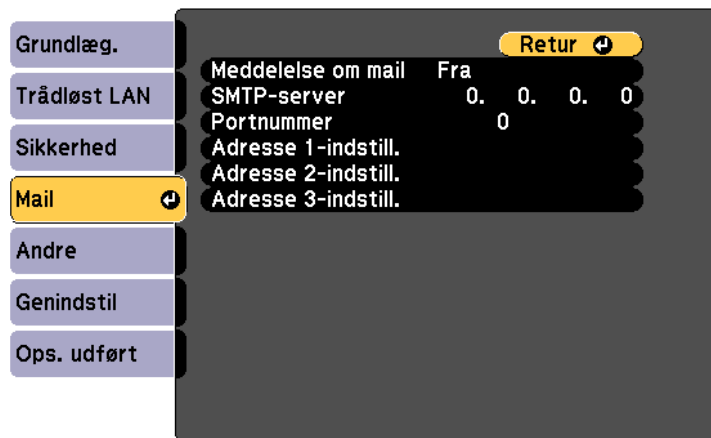 Grundlæg.
Trådløst LAN
Sikkerhed
Mail
Andre
Genindstil
Ops. udført
Retur
Meddelelse om mail Fra
SMTP-server 0. 0. 0. 0
Portnummer 0
Adresse 1-indstill.
Adresse 2-indstill.
Adresse 3-indstill.